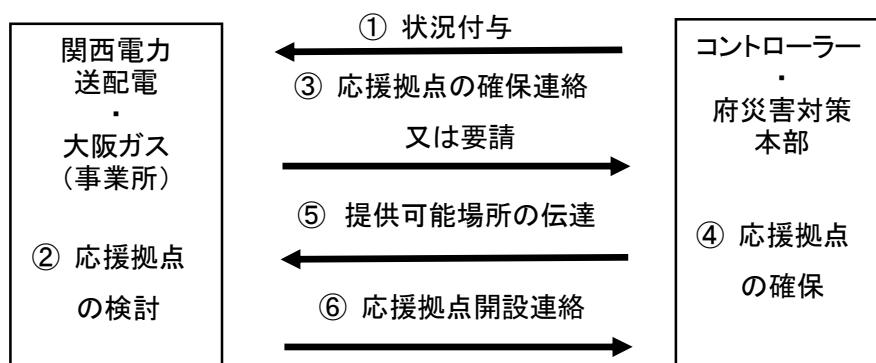 関西電力
送配電
・
大阪ガス
（事業所）
② 応援拠点
の検討
① 状況付与
③ 応援拠点の確保連絡
又は要請
⑤ 提供可能場所の伝達
⑥ 応援拠点開設連絡
コントローラー
・
府災害対策
本部
④ 応援拠点
の確保